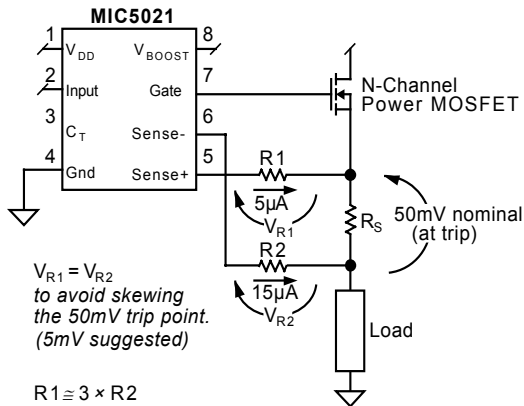 MIC5021
1 8
V_DD V_BOOST
2 7
Input Gate
N-Channel
Power MOSFET
3 6
C_T Sense-
4 5
Gnd Sense+
R1
5µA
V_R1
R_S
50mV nominal
(at trip)
R2
15µA
V_R2
V_R1 = V_R2
to avoid skewing
the 50mV trip point.
(5mV suggested)
Load
R1 ≅ 3 × R2